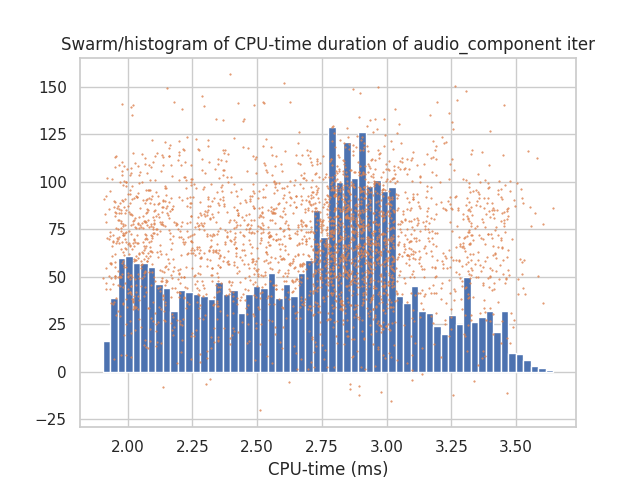 Swarm/histogram of CPU-time duration of audio_component iter
150
125
100
75
50
25
0
−25
2.00 2.25 2.50 2.75 3.00 3.25 3.50
CPU-time (ms)